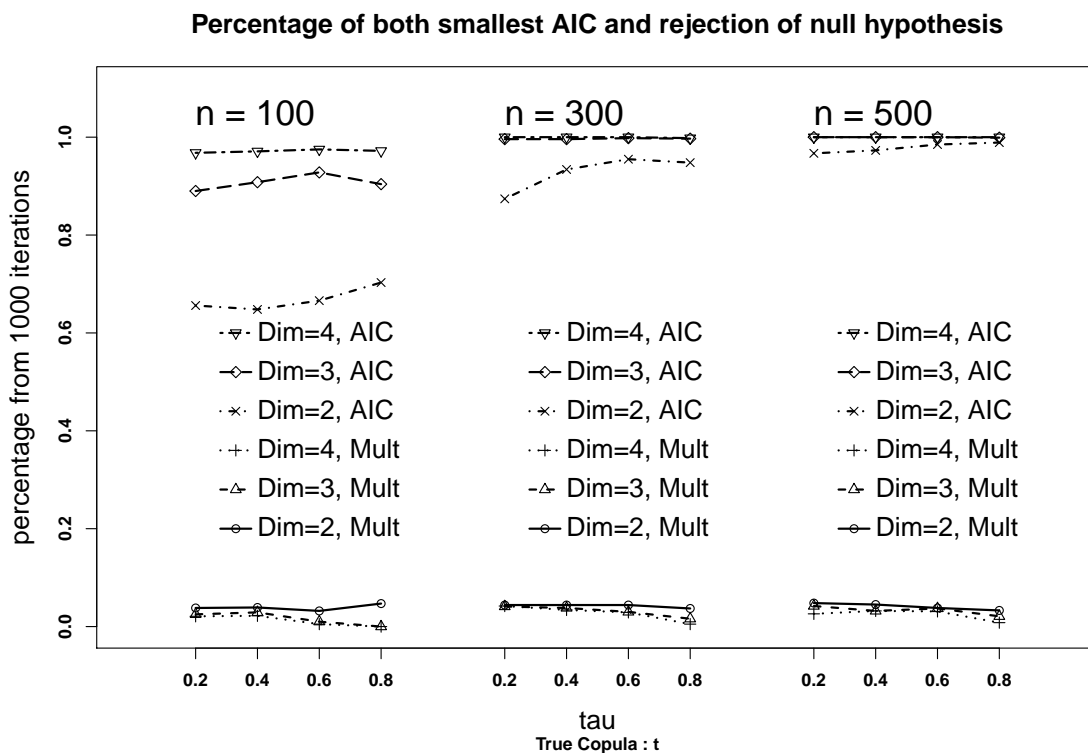 Percentage of both smallest AIC and rejection of null hypothesis
n = 100
n = 300
n = 500
percentage from 1000 iterations
1.0
0.8
0.6
0.4
0.2
0.0
Dim=4, AIC
Dim=3, AIC
Dim=2, AIC
Dim=4, Mult
Dim=3, Mult
Dim=2, Mult
Dim=4, AIC
Dim=3, AIC
Dim=2, AIC
Dim=4, Mult
Dim=3, Mult
Dim=2, Mult
Dim=4, AIC
Dim=3, AIC
Dim=2, AIC
Dim=4, Mult
Dim=3, Mult
Dim=2, Mult
0.2 0.4 0.6 0.8 0.2 0.4 0.6 0.8 0.2 0.4 0.6 0.8
tau
True Copula : t